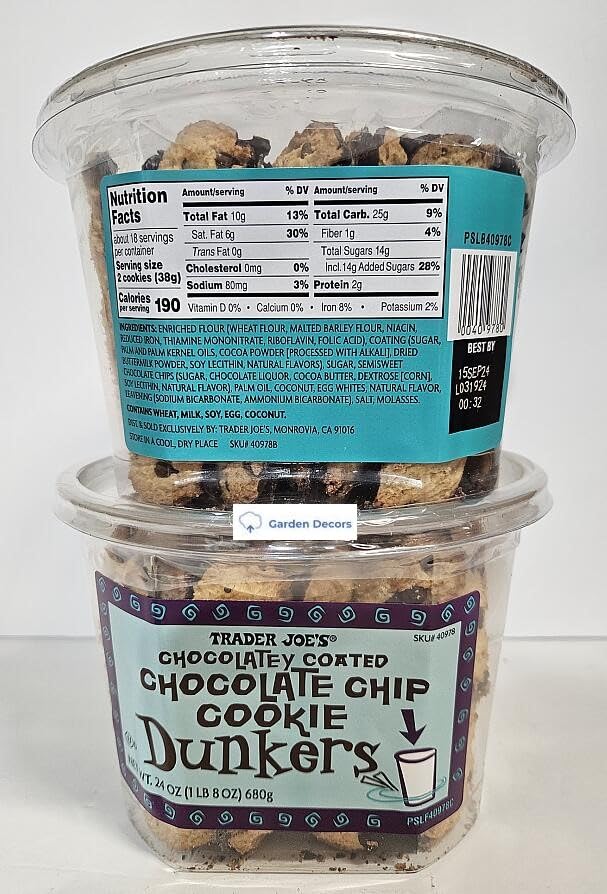 Nutrition
Facts
about 18 servings
per container
Serving size
2 cookies (38g)
Calories 190
per serving
Amount/serving % DV
Total Fat 10g 13%
Sat. Fat 6g 30%
Trans Fat 0g
Cholesterol 0mg 0%
Sodium 80mg 3%
Amount/serving % DV
Total Carb. 25g 9%
Fiber 1g 4%
Total Sugars 14g
Incl.14g Added Sugars 28%
Protein 2g
Vitamin D 0% • Calcium 0% • Iron 8% • Potassium 2%
INGREDIENTS: ENRICHED FLOUR [WHEAT FLOUR, MALTED BARLEY FLOUR, NIACIN,
REDUCED IRON, THIAMINE MONONITRATE, RIBOFLAVIN, FOLIC ACID), COATING (SUGAR,
PALM AND PALM KERNEL OILS, COCOA POWDER [PROCESSED WITH ALKALI], DRIED
BUTTERMILK POWDER, SOY LECITHIN, NATURAL FLAVORS), SUGAR, SEMISWEET
CHOCOLATE CHIPS (SUGAR, CHOCOLATE LIQUOR, COCOA BUTTER, DEXTROSE [CORN],
SOY LECITHIN, NATURAL FLAVOR), PALM OIL, COCONUT, EGG WHITES, NATURAL FLAVOR,
LEAVENING (SODIUM BICARBONATE, AMMONIUM BICARBONATE), SALT, MOLASSES.
CONTAINS WHEAT, MILK, SOY, EGG, COCONUT.
DIST. & SOLD EXCLUSIVELY BY: TRADER JOE'S, MONROVIA, CA 91016
STORE IN A COOL, DRY PLACE SKU# 40978B
PSLB40978C
0040 9780
BEST BY
15SEP24
L031924
00:32
Garden Decors
TRADER JOE'S®
SKU# 40978
CHOCOLATEY COATED
CHOCOLATE CHIP
COOKIE
Dunkers
NET WT. 24 OZ (1 LB 8 OZ) 680g
PSLF40978C